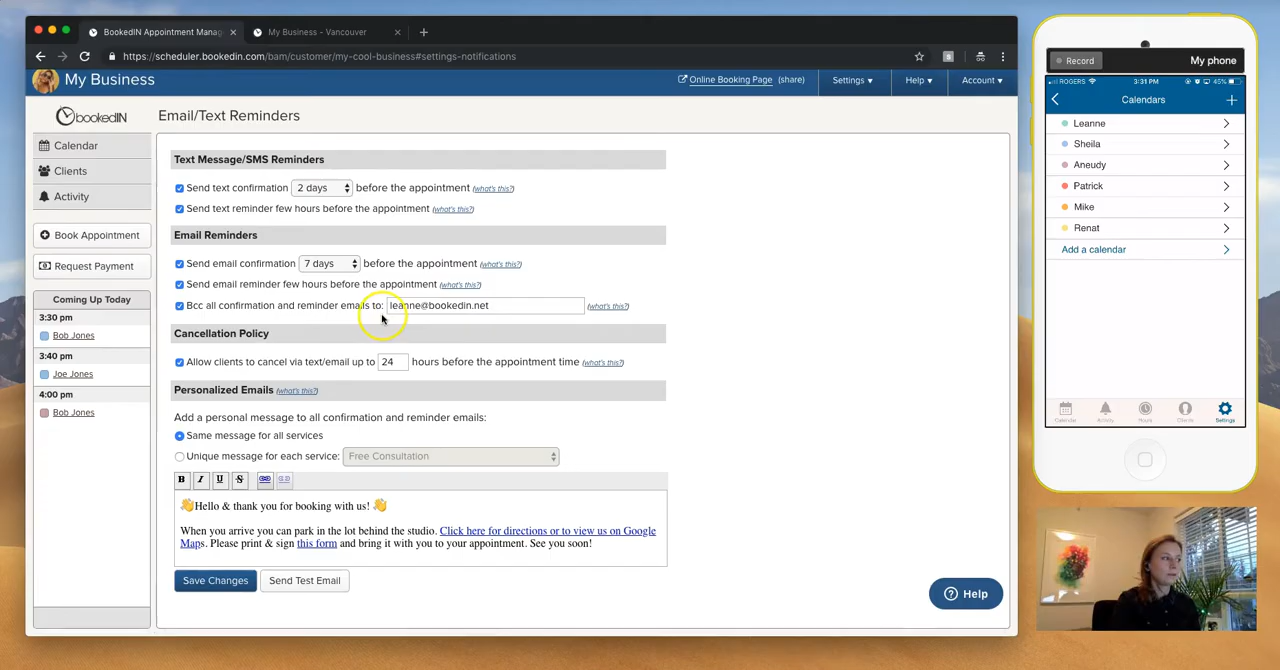 BookedIN Appointment Manag
My Business - Vancouver
https://scheduler.bookedin.com/bam/customer/my-cool-business#settings-notifications
My Business
Online Booking Page (share)
Settings
Help
Account
bookedIN
Email/Text Reminders
Calendar
Clients
Activity
Book Appointment
Request Payment
Coming Up Today
3:30 pm
Bob Jones
3:40 pm
Joe Jones
4:00 pm
Bob Jones
Text Message/SMS Reminders
Send text confirmation 2 days before the appointment (what's this?)
Send text reminder few hours before the appointment (what's this?)
Email Reminders
Send email confirmation 7 days before the appointment (what's this?)
Send email reminder few hours before the appointment (what's this?)
Bcc all confirmation and reminder emails to: leanne@bookedin.net (what's this?)
Cancellation Policy
Allow clients to cancel via text/email up to 24 hours before the appointment time (what's this?)
Personalized Emails (what's this?)
Add a personal message to all confirmation and reminder emails:
Same message for all services
Unique message for each service: Free Consultation
B I U S
👋Hello & thank you for booking with us! 👋
When you arrive you can park in the lot behind the studio. Click here for directions or to view us on Google
Maps. Please print & sign this form and bring it with you to your appointment. See you soon!
Save Changes
Send Test Email
Help
Record
My phone
ROGERS
3:31 PM
45%
Calendars
Leanne
Sheila
Aneudy
Patrick
Mike
Renat
Add a calendar
Calendar
Activity
Hours
Clients
Settings